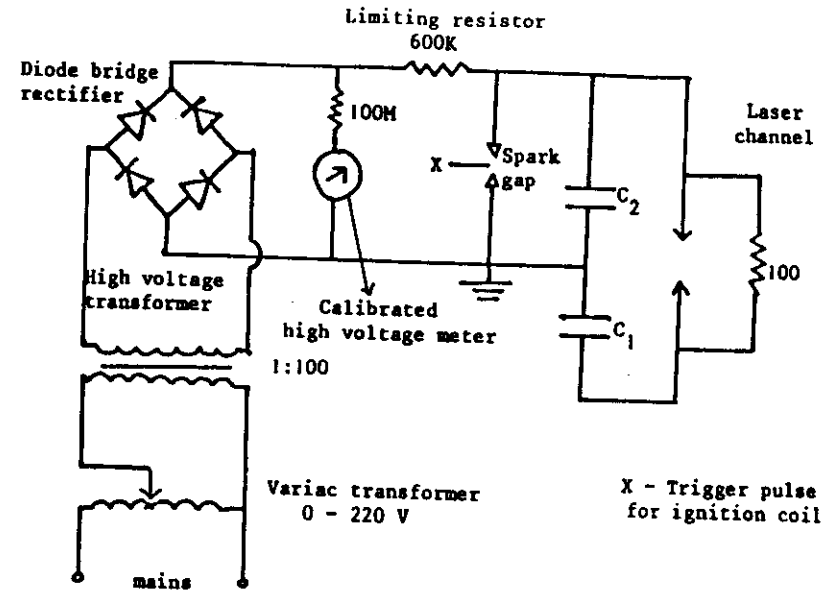 Limiting resistor
600K
Diode bridge
rectifier
100M
X
Spark
gap
C2
Laser
channel
100
High voltage
transformer
Calibrated
high voltage meter
C1
1:100
Variac transformer
0 - 220 V
X - Trigger pulse
for ignition coil
mains